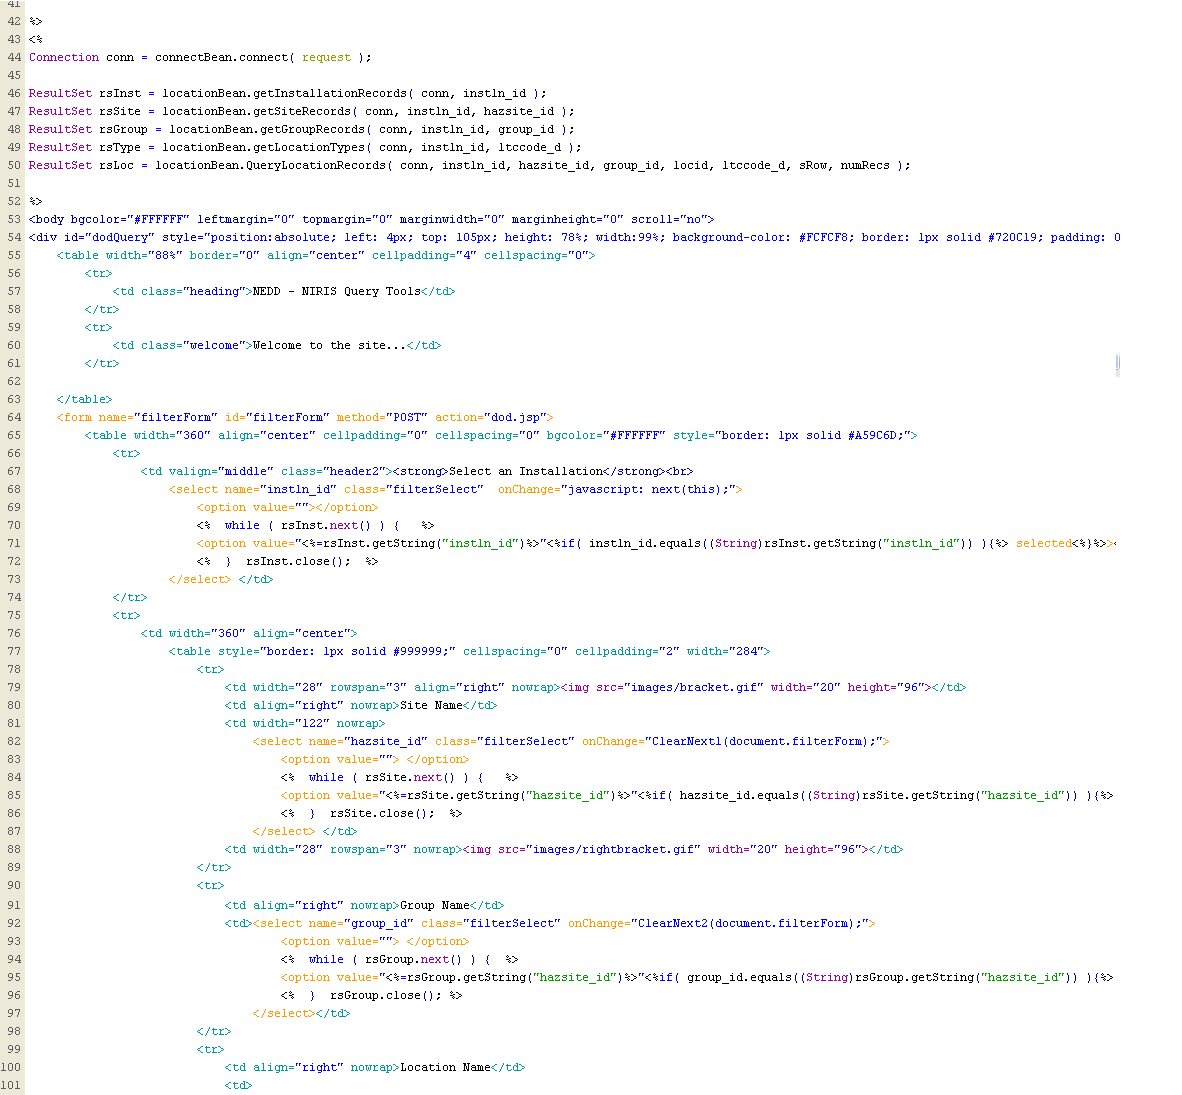 41
42 %>
43 <%
44 Connection conn = connectBean.connect( request );
45
46 ResultSet rsInst = locationBean.getInstallationRecords( conn, instln_id );
47 ResultSet rsSite = locationBean.getSiteRecords( conn, instln_id, hazsite_id );
48 ResultSet rsGroup = locationBean.getGroupRecords( conn, instln_id, group_id );
49 ResultSet rsType = locationBean.getLocationTypes( conn, instln_id, ltccode_d );
50 ResultSet rsLoc = locationBean.QueryLocationRecords( conn, instln_id, hazsite_id, group_id, locid, ltccode_d, sRow, numRecs );
51
52 %>
53 <body bgcolor="#FFFFFF" leftmargin="0" topmargin="0" marginwidth="0" marginheight="0" scroll="no">
54 <div id="dodQuery" style="position:absolute; left: 4px; top: 105px; height: 78%; width:99%; background-color: #FCFCF8; border: 1px solid #720C19; padding: 0
55 <table width="88%" border="0" align="center" cellpadding="4" cellspacing="0">
56 <tr>
57 <td class="heading">NEDD - NIRIS Query Tools</td>
58 </tr>
59 <tr>
60 <td class="welcome">Welcome to the site...</td>
61 </tr>
62
63 </table>
64 <form name="filterForm" id="filterForm" method="POST" action="dod.jsp">
65 <table width="360" align="center" cellpadding="0" cellspacing="0" bgcolor="#FFFFFF" style="border: 1px solid #A59C6D;">
66 <tr>
67 <td valign="middle" class="header2"><strong>Select an Installation</strong><br>
68 <select name="instln_id" class="filterSelect"  onChange="javascript: next(this);">
69 <option value=""></option>
70 <%  while ( rsInst.next() ) {   %>
71 <option value="<%=rsInst.getString("instln_id")%>"<%if( instln_id.equals((String)rsInst.getString("instln_id")) ){%> selected<%}%>><
72 <%  }  rsInst.close();  %>
73 </select> </td>
74 </tr>
75 <tr>
76 <td width="360" align="center">
77 <table style="border: 1px solid #999999;" cellspacing="0" cellpadding="2" width="284">
78 <tr>
79 <td width="28" rowspan="3" align="right" nowrap><img src="images/bracket.gif" width="20" height="96"></td>
80 <td align="right" nowrap>Site Name</td>
81 <td width="122" nowrap>
82 <select name="hazsite_id" class="filterSelect" onChange="ClearNext1(document.filterForm);">
83 <option value=""> </option>
84 <%  while ( rsSite.next() ) {   %>
85 <option value="<%=rsSite.getString("hazsite_id")%>"<%if( hazsite_id.equals((String)rsSite.getString("hazsite_id")) ){%>
86 <%  }  rsSite.close();  %>
87 </select> </td>
88 <td width="28" rowspan="3" nowrap><img src="images/rightbracket.gif" width="20" height="96"></td>
89 </tr>
90 <tr>
91 <td align="right" nowrap>Group Name</td>
92 <td><select name="group_id" class="filterSelect" onChange="ClearNext2(document.filterForm);">
93 <option value=""> </option>
94 <%  while ( rsGroup.next() ) {  %>
95 <option value="<%=rsGroup.getString("hazsite_id")%>"<%if( group_id.equals((String)rsGroup.getString("hazsite_id")) ){%>
96 <%  }  rsGroup.close(); %>
97 </select></td>
98 </tr>
99 <tr>
100 <td align="right" nowrap>Location Name</td>
101 <td>